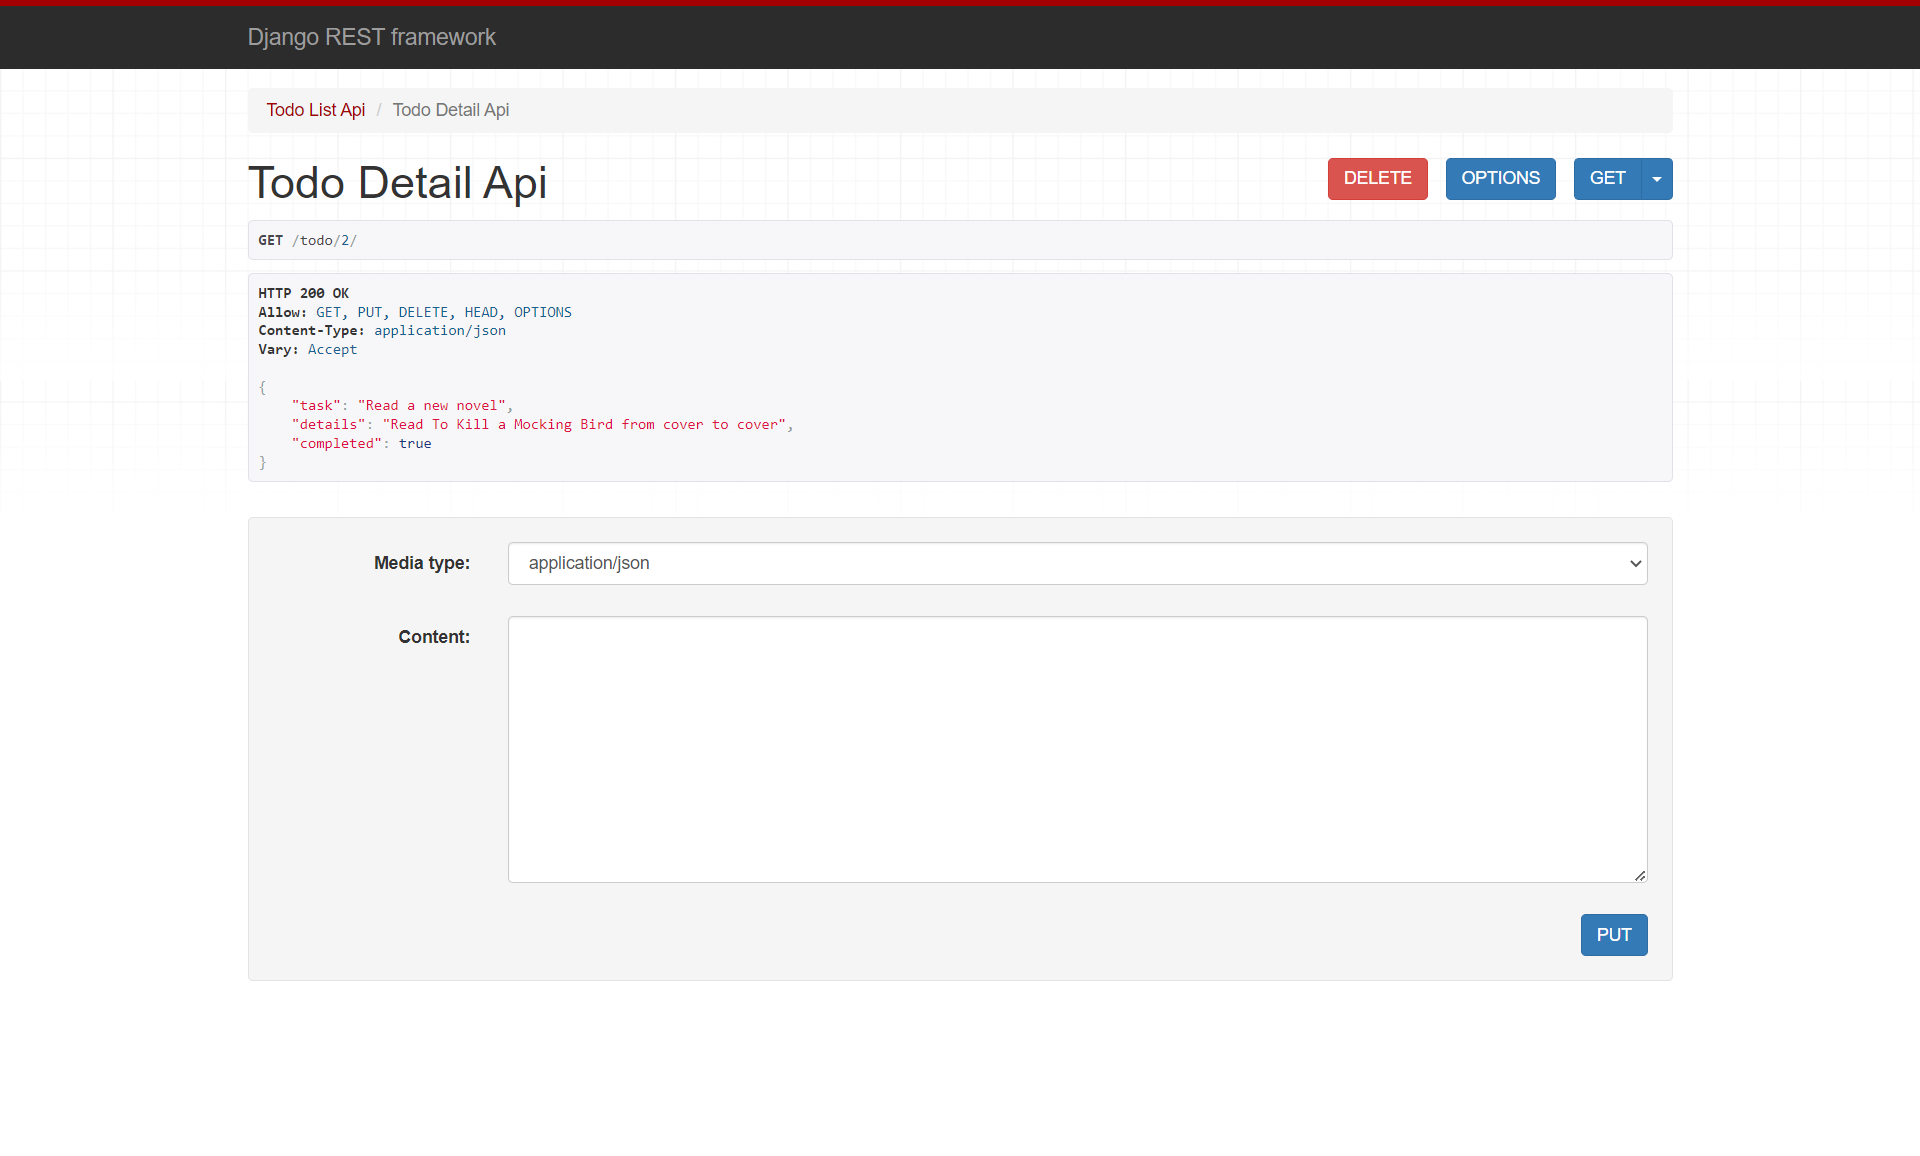 Django REST framework
Todo List Api / Todo Detail Api
Todo Detail Api
DELETE
OPTIONS
GET
GET /todo/2/
HTTP 200 OK
Allow: GET, PUT, DELETE, HEAD, OPTIONS
Content-Type: application/json
Vary: Accept
{
    "task": "Read a new novel",
    "details": "Read To Kill a Mocking Bird from cover to cover",
    "completed": true
}
Media type:
application/json
Content:
PUT